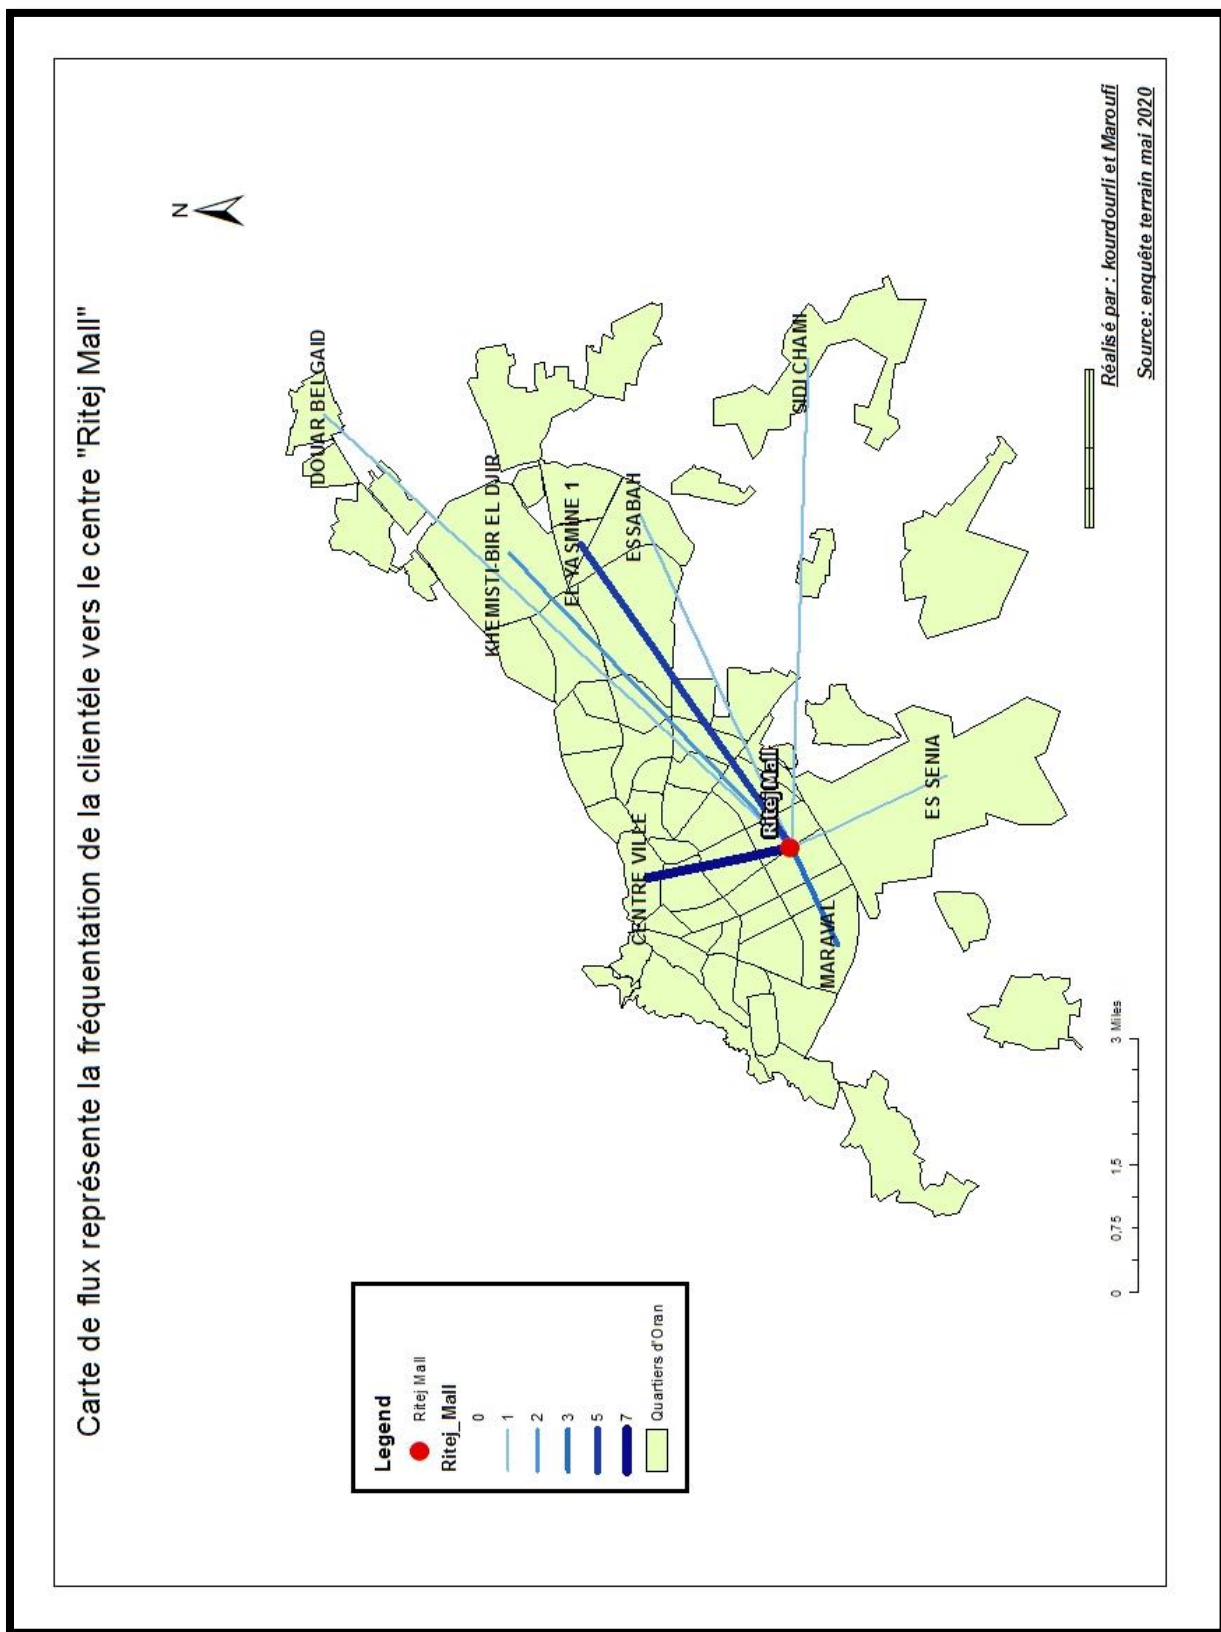 Carte de flux représente la fréquentation de la clientéle vers le centre "Ritej Mall"
N
DOUAR BELGAID
KHEMISTI-BIR EL DJIR
EL YASMINE 1
ESSABAH
SIDI CHAMI
CENTRE VILLE
Ritej Mall
MARAVAL
ES SENIA
Legend
Ritej Mall
Ritej_Mall
0
1
2
3
5
7
Quartiers d'Oran
0 0,75 1,5 3 Miles
Réalisé par : kourdourli et Maroufi
Source: enquête terrain mai 2020